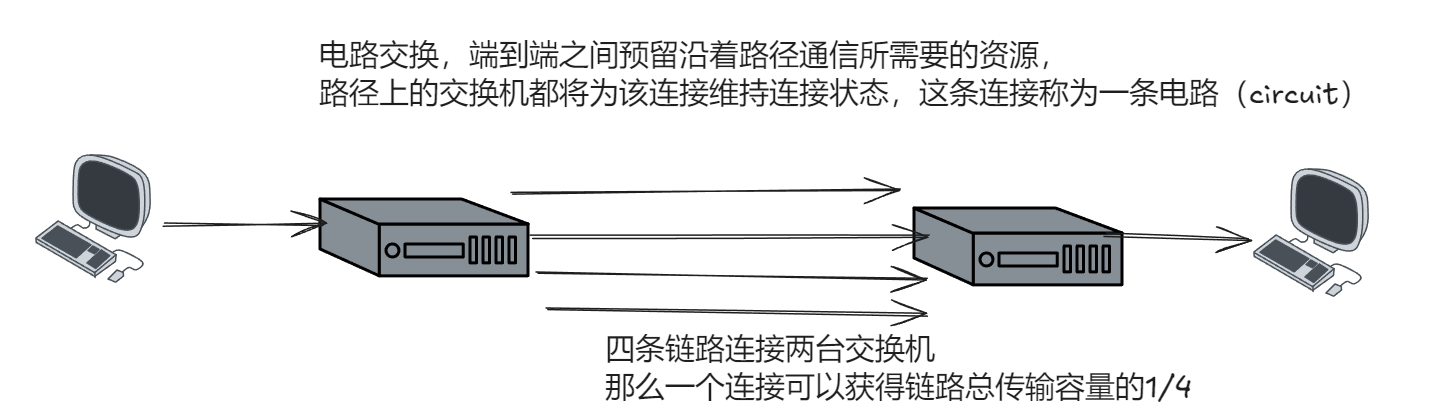 电路交换，端到端之间预留沿着路径通信所需要的资源，
路径上的交换机都将为该连接维持连接状态，这条连接称为一条电路（circuit）
四条链路连接两台交换机
那么一个连接可以获得链路总传输容量的1/4